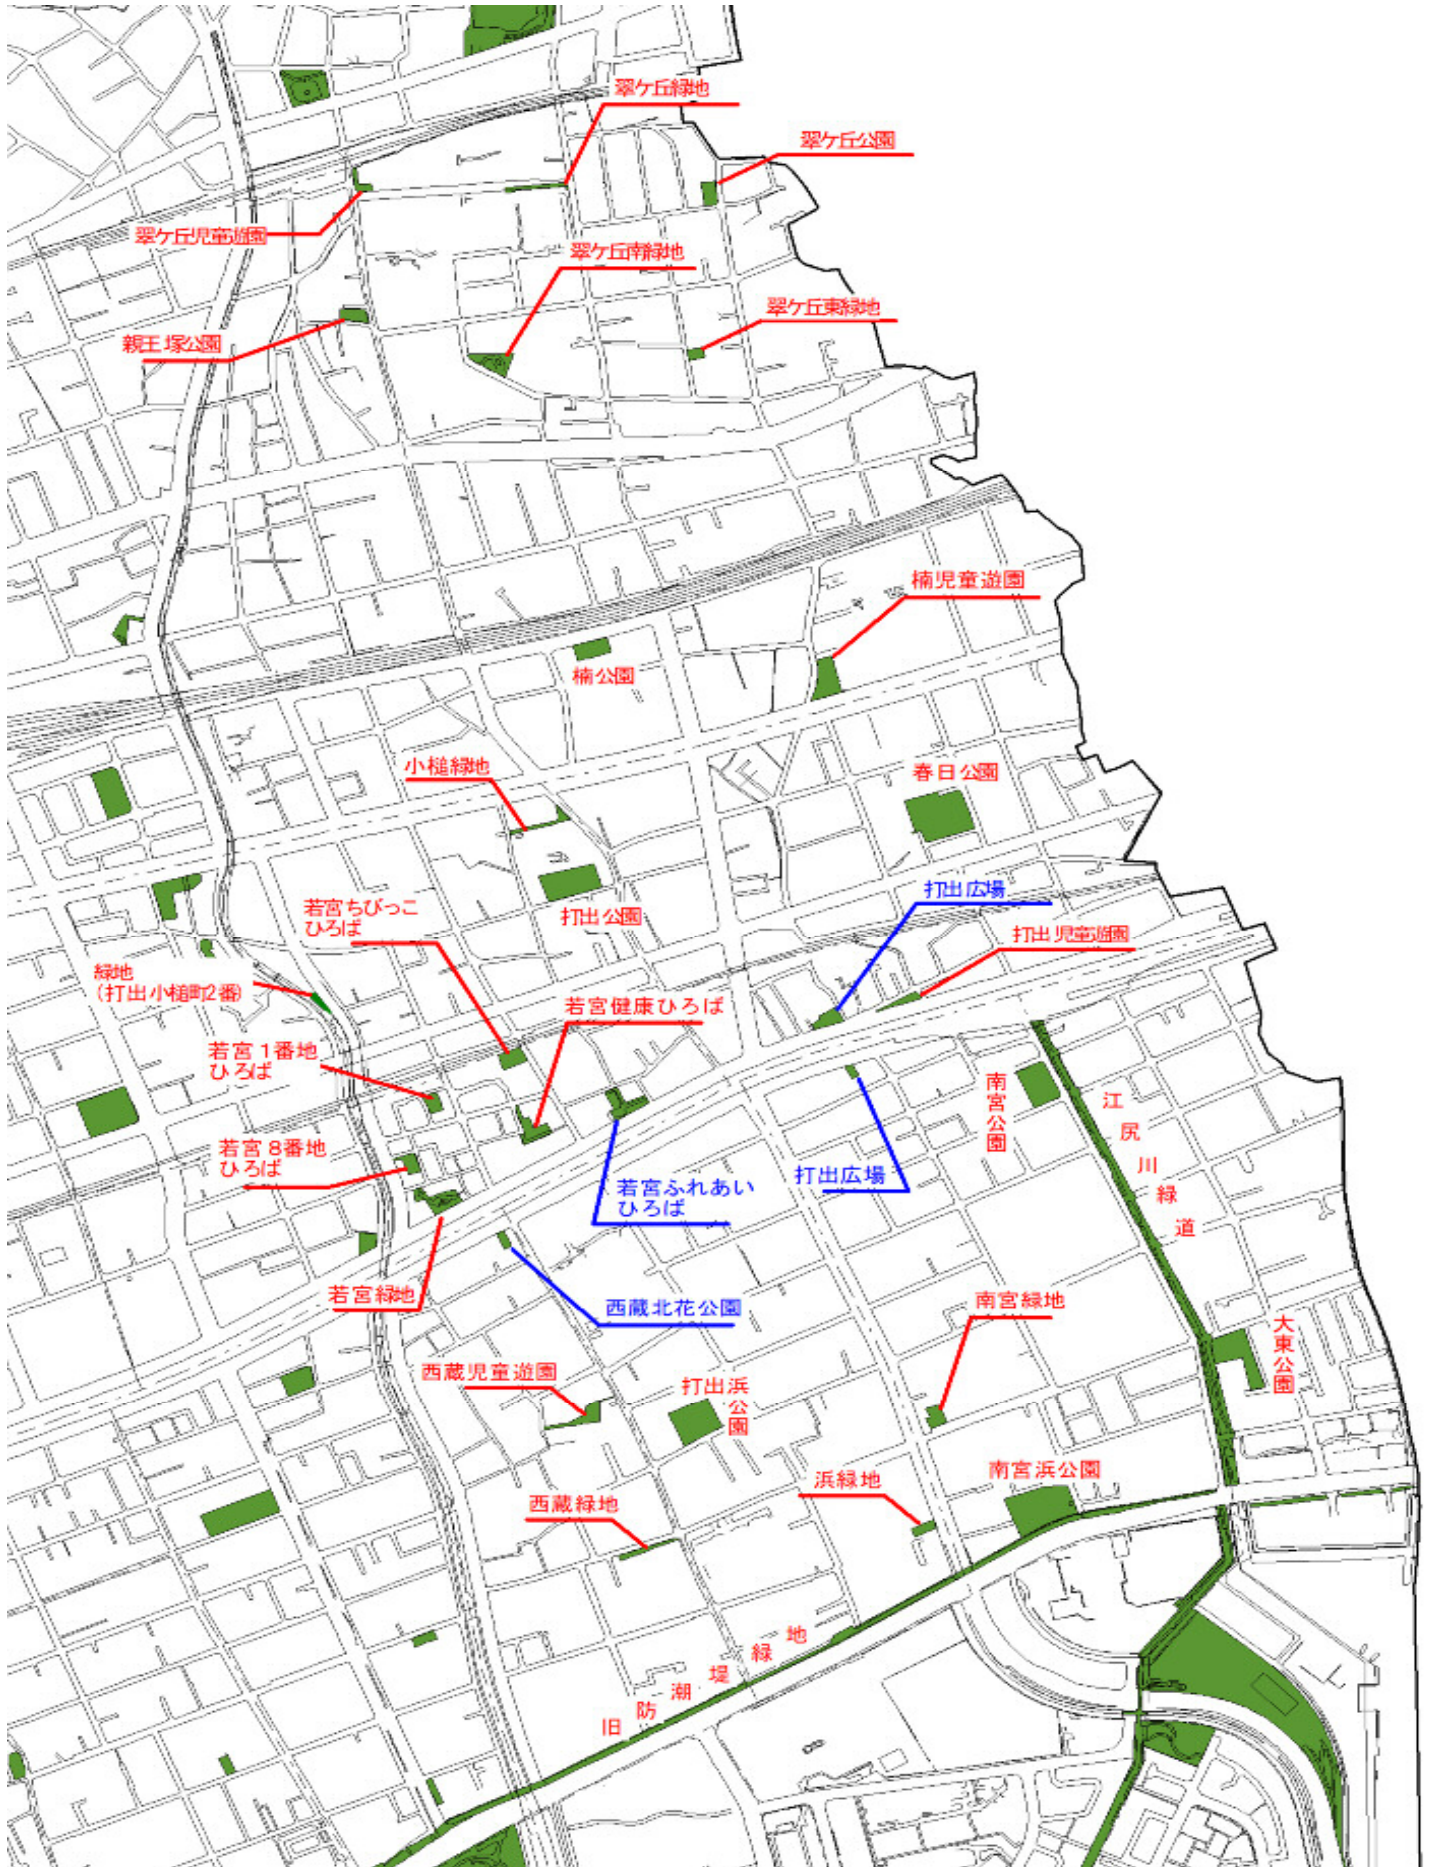 翠ケ丘緑地
翠ケ丘公園
翠ケ丘児童遊園
翠ケ丘南緑地
翠ケ丘東緑地
親王塚公園
楠児童遊園
楠公園
小槌緑地
春日公園
打出広場
若宮ちびっこ
ひろば
打出公園
打出児童遊園
緑地
(打出小槌町2番)
若宮健康ひろば
若宮1番地
ひろば
南宮公園
江尻川緑道
若宮8番地
ひろば
打出広場
若宮ふれあい
ひろば
若宮緑地
西蔵北花公園
南宮緑地
大東公園
西蔵児童遊園
打出浜
公園
南宮浜公園
浜緑地
西蔵緑地
旧防潮堤緑地